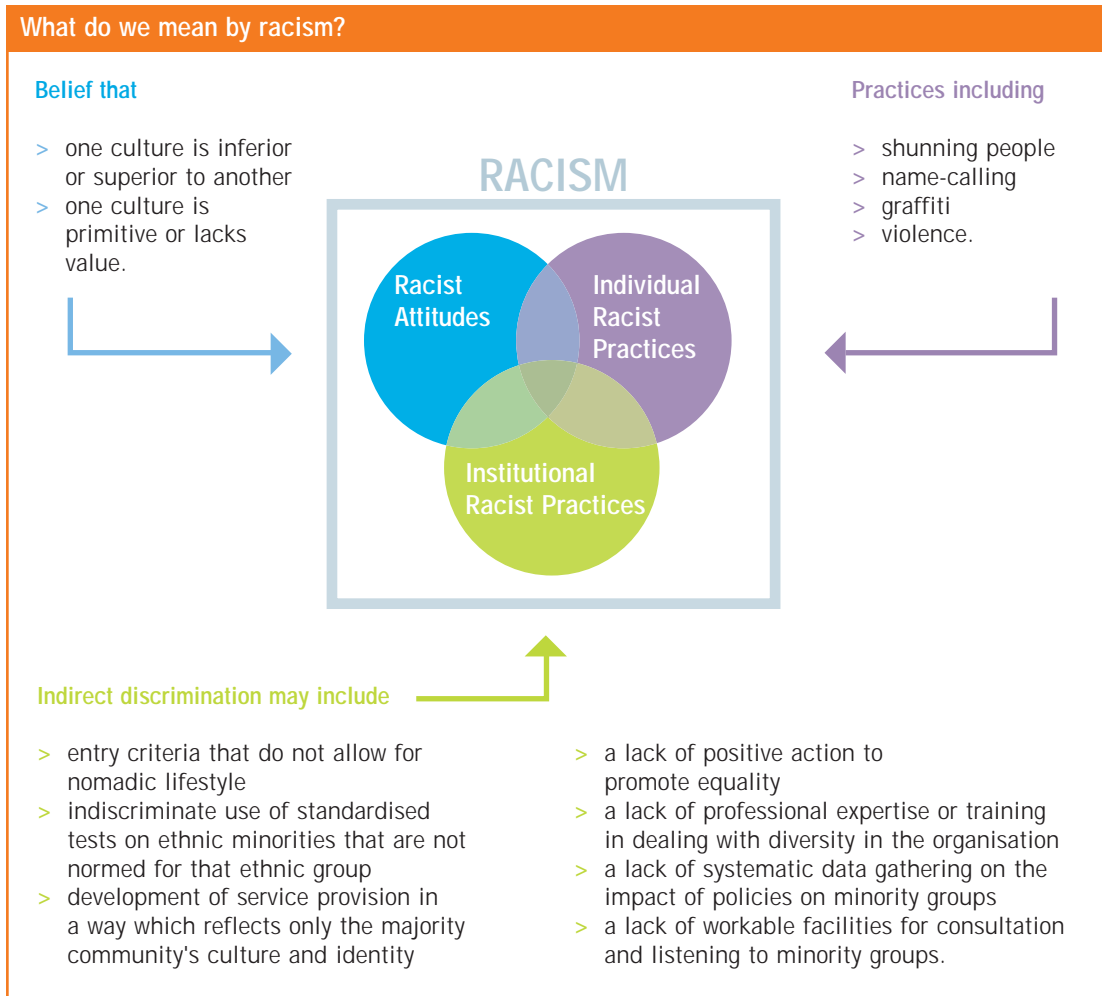 What do we mean by racism?
Belief that
> one culture is inferior
or superior to another
> one culture is
primitive or lacks
value.
Practices including
> shunning people
> name-calling
> graffiti
> violence.
RACISM
Racist
Attitudes
Individual
Racist
Practices
Institutional
Racist Practices
Indirect discrimination may include
> entry criteria that do not allow for
nomadic lifestyle
> indiscriminate use of standardised
tests on ethnic minorities that are not
normed for that ethnic group
> development of service provision in
a way which reflects only the majority
community's culture and identity
> a lack of positive action to
promote equality
> a lack of professional expertise or training
in dealing with diversity in the organisation
> a lack of systematic data gathering on the
impact of policies on minority groups
> a lack of workable facilities for consultation
and listening to minority groups.